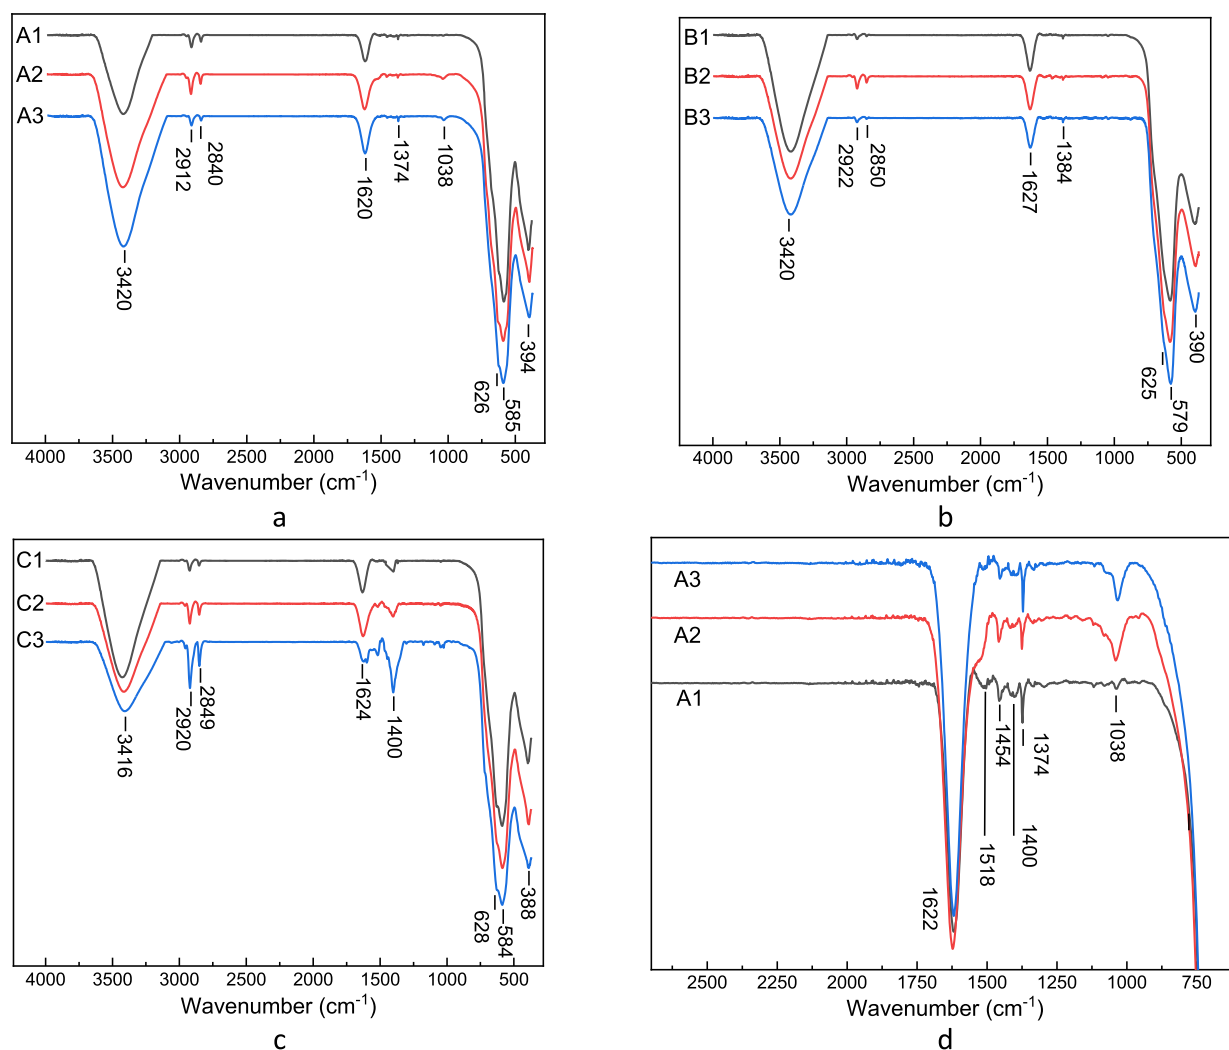 A1
A2
A3
2912
2840
1620
1374
1038
3420
394
626
585
4000 3500 3000 2500 2000 1500 1000 500
Wavenumber (cm-1)
a
B1
B2
B3
2922
2850
1627
1384
3420
390
625
579
4000 3500 3000 2500 2000 1500 1000 500
Wavenumber (cm-1)
b
C1
C2
C3
3416
2920
2849
1624
1400
388
628
584
4000 3500 3000 2500 2000 1500 1000 500
Wavenumber (cm-1)
c
A3
A2
A1
1622
1518
1454
1400
1374
1038
2500 2250 2000 1750 1500 1250 1000 750
Wavenumber (cm-1)
d